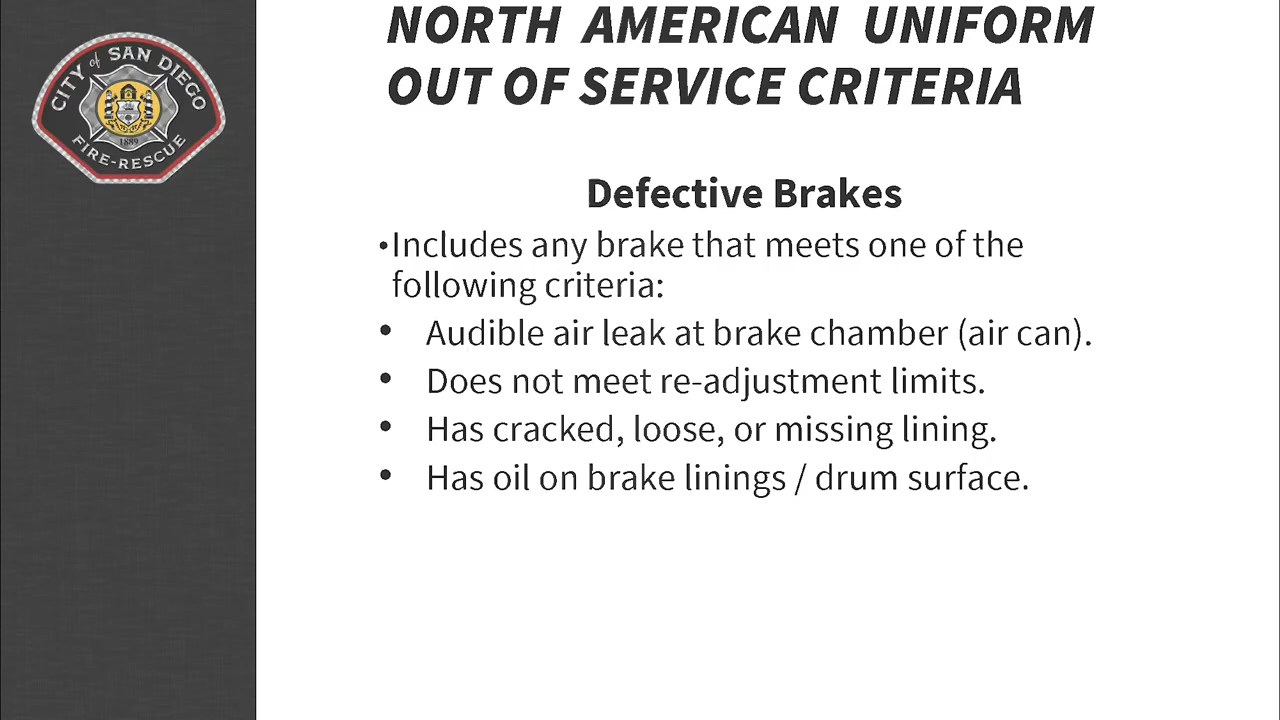 CITY of SAN DIEGO
1889
FIRE-RESCUE
NORTH AMERICAN UNIFORM
OUT OF SERVICE CRITERIA
Defective Brakes
•Includes any brake that meets one of the
following criteria:
• Audible air leak at brake chamber (air can).
• Does not meet re-adjustment limits.
• Has cracked, loose, or missing lining.
• Has oil on brake linings / drum surface.